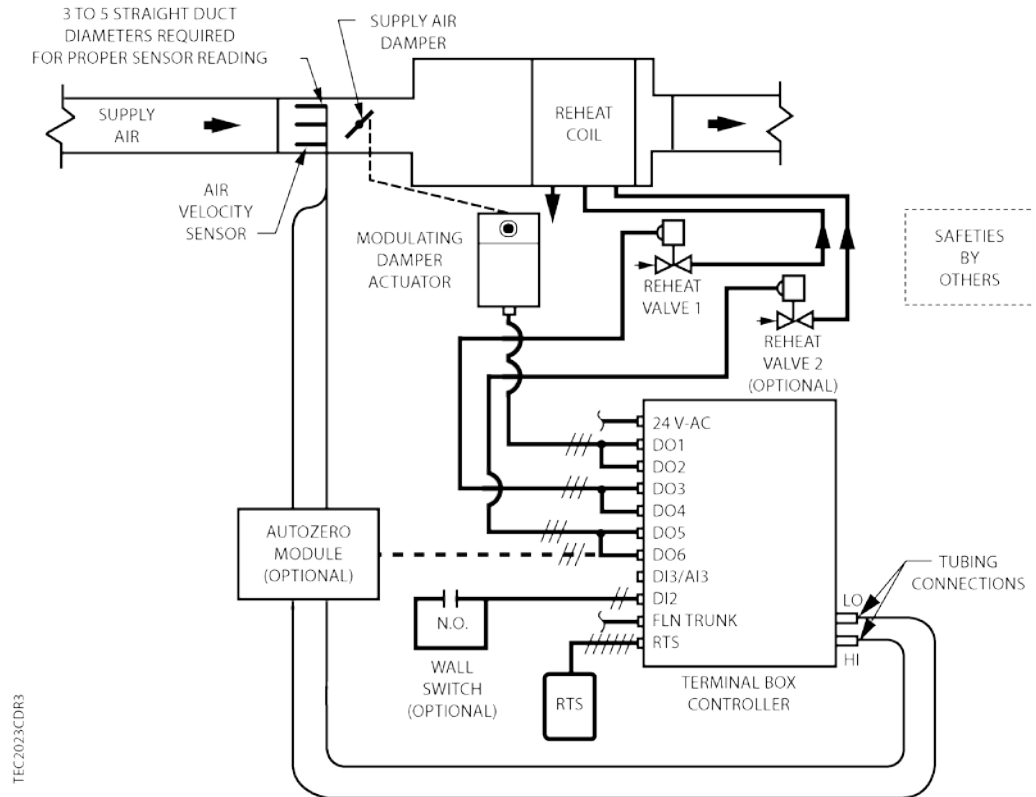 3 TO 5 STRAIGHT DUCT
DIAMETERS REQUIRED
FOR PROPER SENSOR READING
SUPPLY AIR
DAMPER
SUPPLY
AIR
REHEAT
COIL
AIR
VELOCITY
SENSOR
MODULATING
DAMPER
ACTUATOR
REHEAT
VALVE 1
REHEAT
VALVE 2
(OPTIONAL)
SAFETIES
BY
OTHERS
24 V-AC
DO1
DO2
DO3
DO4
DO5
DO6
DI3/AI3
DI2
FLN TRUNK
RTS
AUTOZERO
MODULE
(OPTIONAL)
TUBING
CONNECTIONS
LO
HI
N.O.
WALL
SWITCH
(OPTIONAL)
RTS
TERMINAL BOX
CONTROLLER
TEC2023CDR3